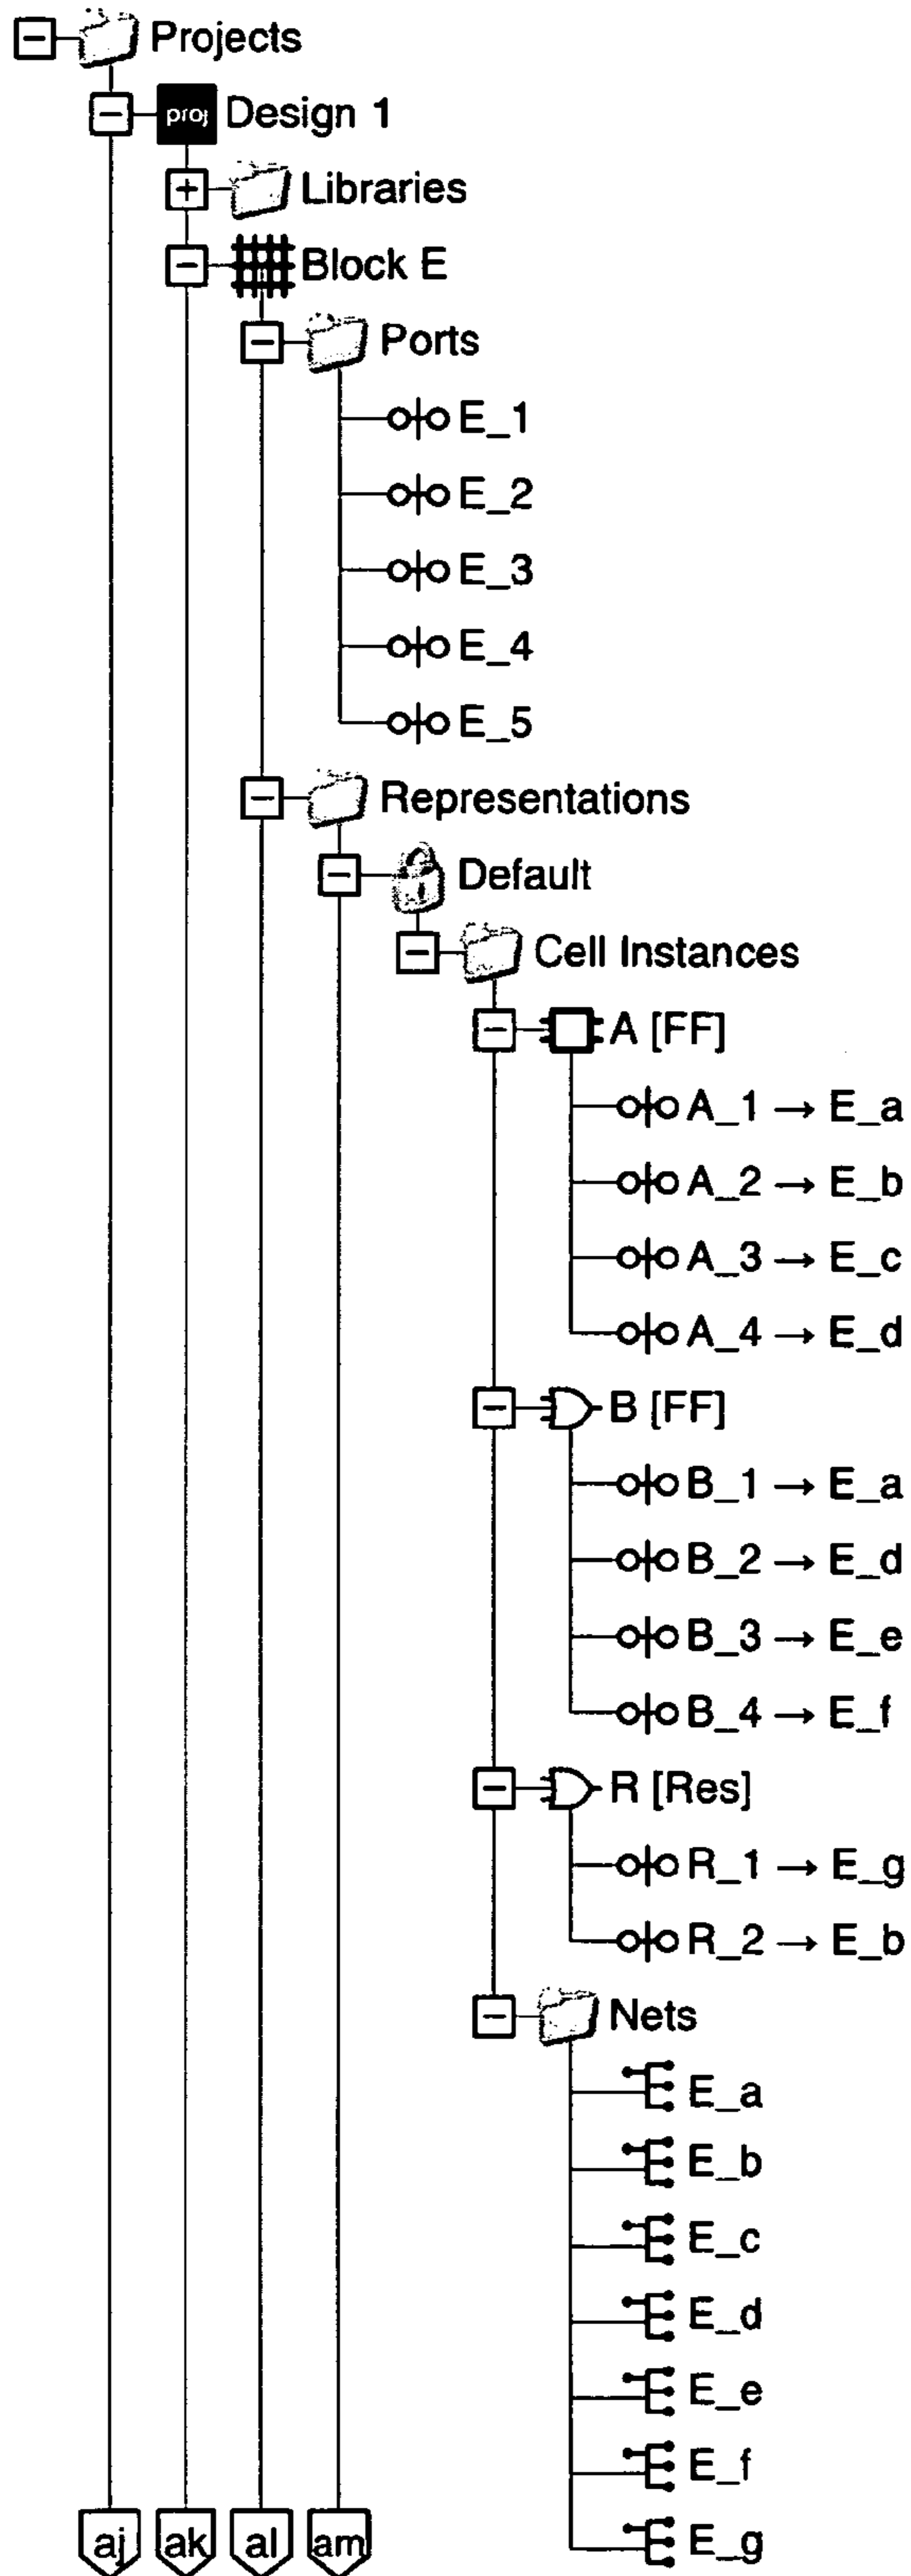 Projects
proj Design 1
Libraries
Block E
Ports
E_1
E_2
E_3
E_4
E_5
Representations
Default
Cell Instances
A [FF]
A_1 → E_a
A_2 → E_b
A_3 → E_c
A_4 → E_d
B [FF]
B_1 → E_a
B_2 → E_d
B_3 → E_e
B_4 → E_f
R [Res]
R_1 → E_g
R_2 → E_b
Nets
E_a
E_b
E_c
E_d
E_e
E_f
E_g
aj ak al am